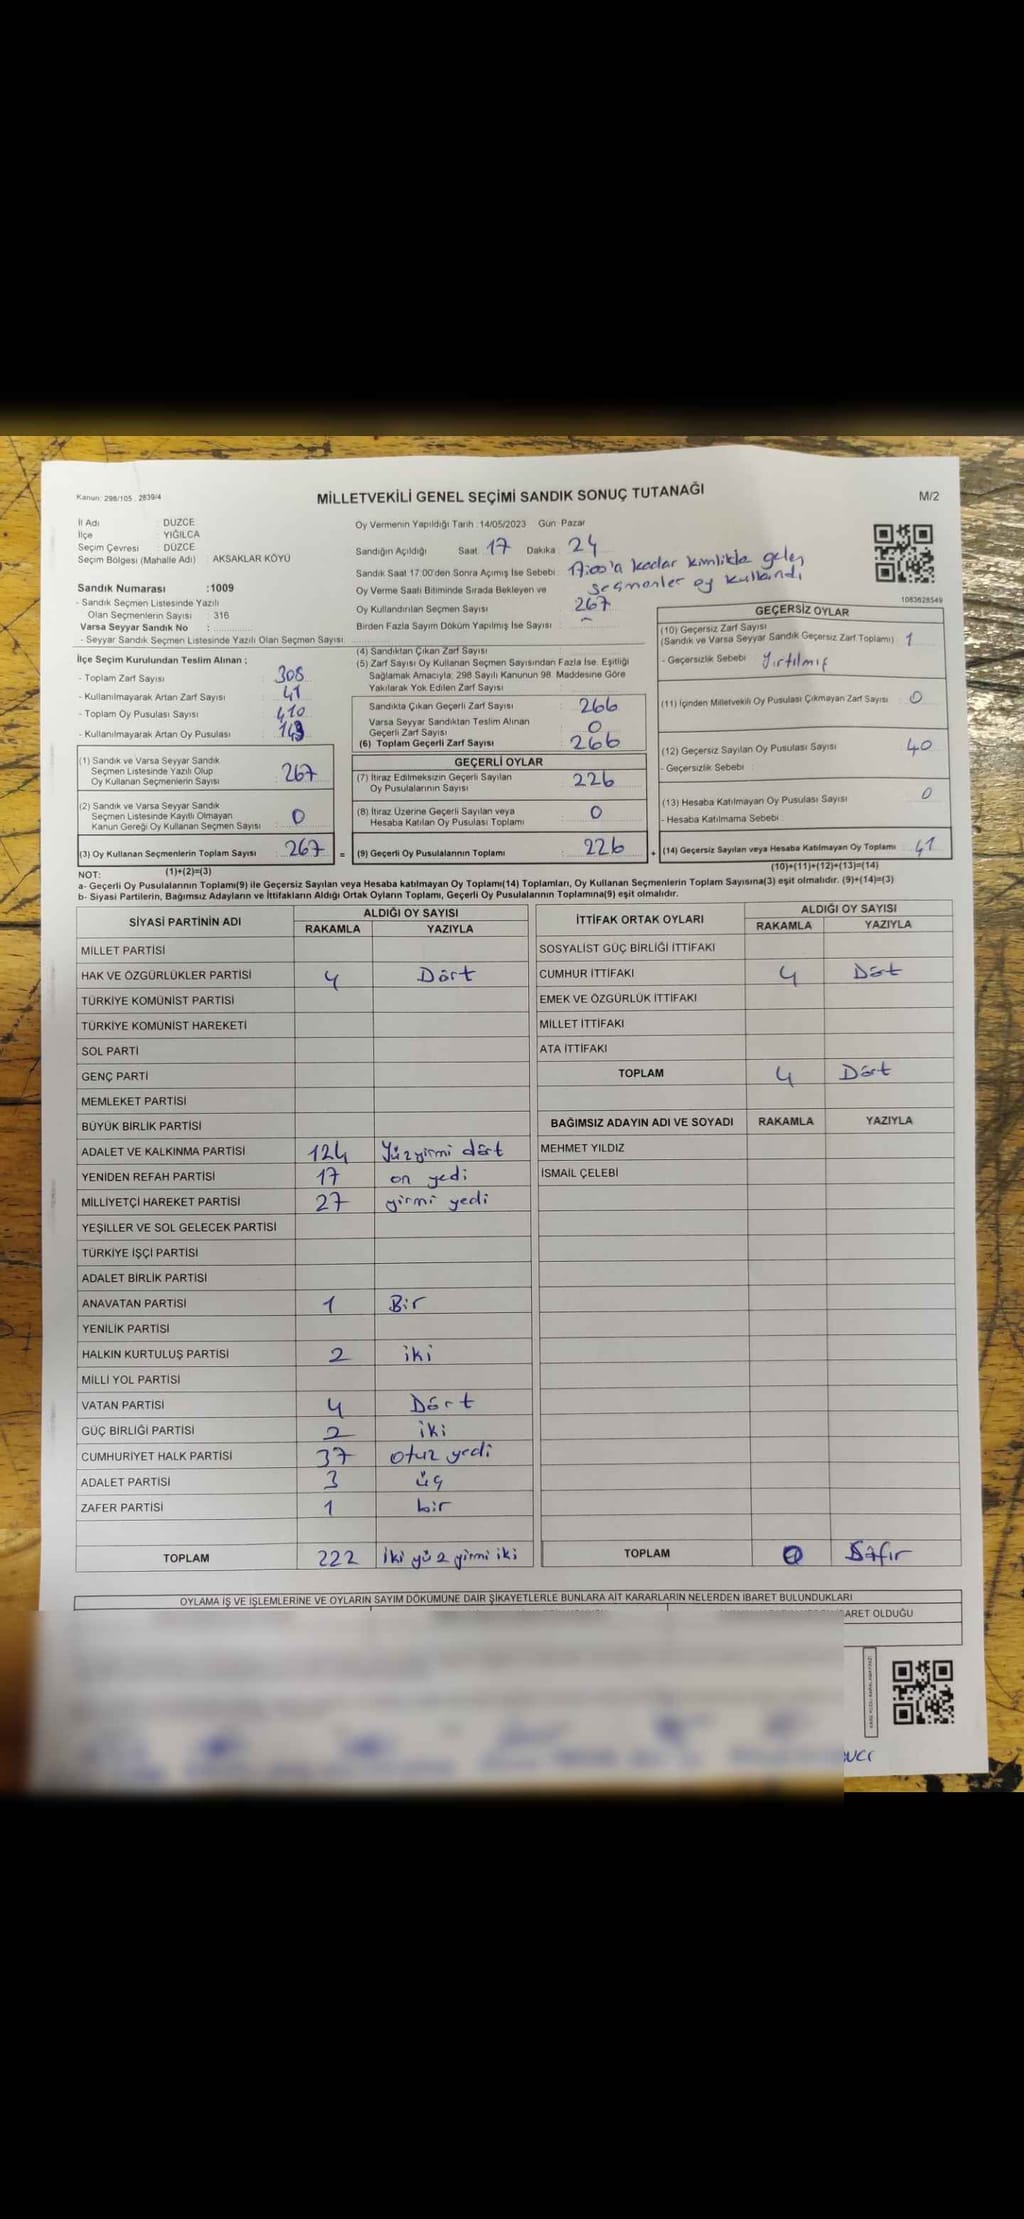 Kanun: 298/105 , 2839/4
MİLLETVEKİLİ GENEL SEÇİMİ SANDIK SONUÇ TUTANAĞI
M/2
İl Adı : DÜZCE
İlçe : YIĞILCA
Seçim Çevresi : DÜZCE
Seçim Bölgesi (Mahalle Adı) : AKSAKLAR KÖYÜ
Oy Vermenin Yapıldığı Tarih : 14/05/2023 Gün : Pazar
Sandığın Açıldığı Saat 17 Dakika : 24
Sandık Saat 17:00'den Sonra Açımış İse Sebebi : 17:00'a kadar kimlikle gelen
seçmenler oy kullandı
Oy Verme Saati Bitiminde Sırada Bekleyen ve
Oy Kullandırılan Seçmen Sayısı : 267
Birden Fazla Sayım Döküm Yapılmış İse Sayısı :
1083628549
Sandık Numarası :1009
- Sandık Seçmen Listesinde Yazılı
Olan Seçmenlerin Sayısı : 316
Varsa Seyyar Sandık No :
- Seyyar Sandık Seçmen Listesinde Yazılı Olan Seçmen Sayısı:
İlçe Seçim Kurulundan Teslim Alınan ;
- Toplam Zarf Sayısı : 308
- Kullanılmayarak Artan Zarf Sayısı : 41
- Toplam Oy Pusulası Sayısı : 410
- Kullanılmayarak Artan Oy Pusulası : 143
(1) Sandık ve Varsa Seyyar Sandık
Seçmen Listesinde Yazılı Olup
Oy Kullanan Seçmenlerin Sayısı : 267
(2) Sandık ve Varsa Seyyar Sandık
Seçmen Listesinde Kayıtlı Olmayan
Kanun Gereği Oy Kullanan Seçmen Sayısı : 0
(3) Oy Kullanan Seçmenlerin Toplam Sayısı : 267 =
(1)+(2)=(3)
(4) Sandıktan Çıkan Zarf Sayısı :
(5) Zarf Sayısı Oy Kullanan Seçmen Sayısından Fazla İse, Eşitliği
Sağlamak Amacıyla, 298 Sayılı Kanunun 98. Maddesine Göre
Yakılarak Yok Edilen Zarf Sayısı :
Sandıkta Çıkan Geçerli Zarf Sayısı : 266
Varsa Seyyar Sandıktan Teslim Alınan
Geçerli Zarf Sayısı : 0
(6) Toplam Geçerli Zarf Sayısı : 266
GEÇERLİ OYLAR
(7) İtiraz Edilmeksizin Geçerli Sayılan
Oy Pusulalarının Sayısı : 226
(8) İtiraz Üzerine Geçerli Sayılan veya
Hesaba Katılan Oy Pusulası Toplamı : 0
(9) Geçerli Oy Pusulalarının Toplamı : 226 +
GEÇERSİZ OYLAR
(10) Geçersiz Zarf Sayısı
(Sandık ve Varsa Seyyar Sandık Geçersiz Zarf Toplamı) : 1
- Geçersizlik Sebebi : Yırtılmış
(11) İçinden Milletvekili Oy Pusulası Çıkmayan Zarf Sayısı : 0
(12) Geçersiz Sayılan Oy Pusulası Sayısı : 40
- Geçersizlik Sebebi :
(13) Hesaba Katılmayan Oy Pusulası Sayısı : 0
- Hesaba Katılmama Sebebi :
(14) Geçersiz Sayılan veya Hesaba Katılmayan Oy Toplamı : 41
(10)+(11)+(12)+(13)=(14)
NOT:
a- Geçerli Oy Pusulalarının Toplamı(9) ile Geçersiz Sayılan veya Hesaba katılmayan Oy Toplamı(14) Toplamları, Oy Kullanan Seçmenlerin Toplam Sayısına(3) eşit olmalıdır. (9)+(14)=(3)
b- Siyasi Partilerin, Bağımsız Adayların ve İttifakların Aldığı Ortak Oyların Toplamı, Geçerli Oy Pusulalarının Toplamına(9) eşit olmalıdır.
SİYASİ PARTİNİN ADI ALDIĞI OY SAYISI
RAKAMLA YAZIYLA
MİLLET PARTİSİ
HAK VE ÖZGÜRLÜKLER PARTİSİ 4 Dört
TÜRKİYE KOMÜNİST PARTİSİ
TÜRKİYE KOMÜNİST HAREKETİ
SOL PARTİ
GENÇ PARTİ
MEMLEKET PARTİSİ
BÜYÜK BİRLİK PARTİSİ
ADALET VE KALKINMA PARTİSİ 124 Yüzyirmi dört
YENİDEN REFAH PARTİSİ 17 on yedi
MİLLİYETÇİ HAREKET PARTİSİ 27 yirmi yedi
YEŞİLLER VE SOL GELECEK PARTİSİ
TÜRKİYE İŞÇİ PARTİSİ
ADALET BİRLİK PARTİSİ
ANAVATAN PARTİSİ 1 Bir
YENİLİK PARTİSİ
HALKIN KURTULUŞ PARTİSİ 2 iki
MİLLİ YOL PARTİSİ
VATAN PARTİSİ 4 Dört
GÜÇ BİRLİĞİ PARTİSİ 2 iki
CUMHURİYET HALK PARTİSİ 37 otuz yedi
ADALET PARTİSİ 3 üç
ZAFER PARTİSİ 1 bir
TOPLAM 222 İki yüz yirmi iki
İTTİFAK ORTAK OYLARI ALDIĞI OY SAYISI
RAKAMLA YAZIYLA
SOSYALİST GÜÇ BİRLİĞİ İTTİFAKI
CUMHUR İTTİFAKI 4 Döt
EMEK VE ÖZGÜRLÜK İTTİFAKI
MİLLET İTTİFAKI
ATA İTTİFAKI
TOPLAM 4 Dört
BAĞIMSIZ ADAYIN ADI VE SOYADI RAKAMLA YAZIYLA
MEHMET YILDIZ
İSMAİL ÇELEBİ
TOPLAM 0 Sıfır
OYLAMA İŞ VE İŞLEMLERİNE VE OYLARIN SAYIM DÖKÜMÜNE DAİR ŞİKAYETLERLE BUNLARA AİT KARARLARIN NELERDEN İBARET BULUNDUKLARI
ARET OLDUĞU